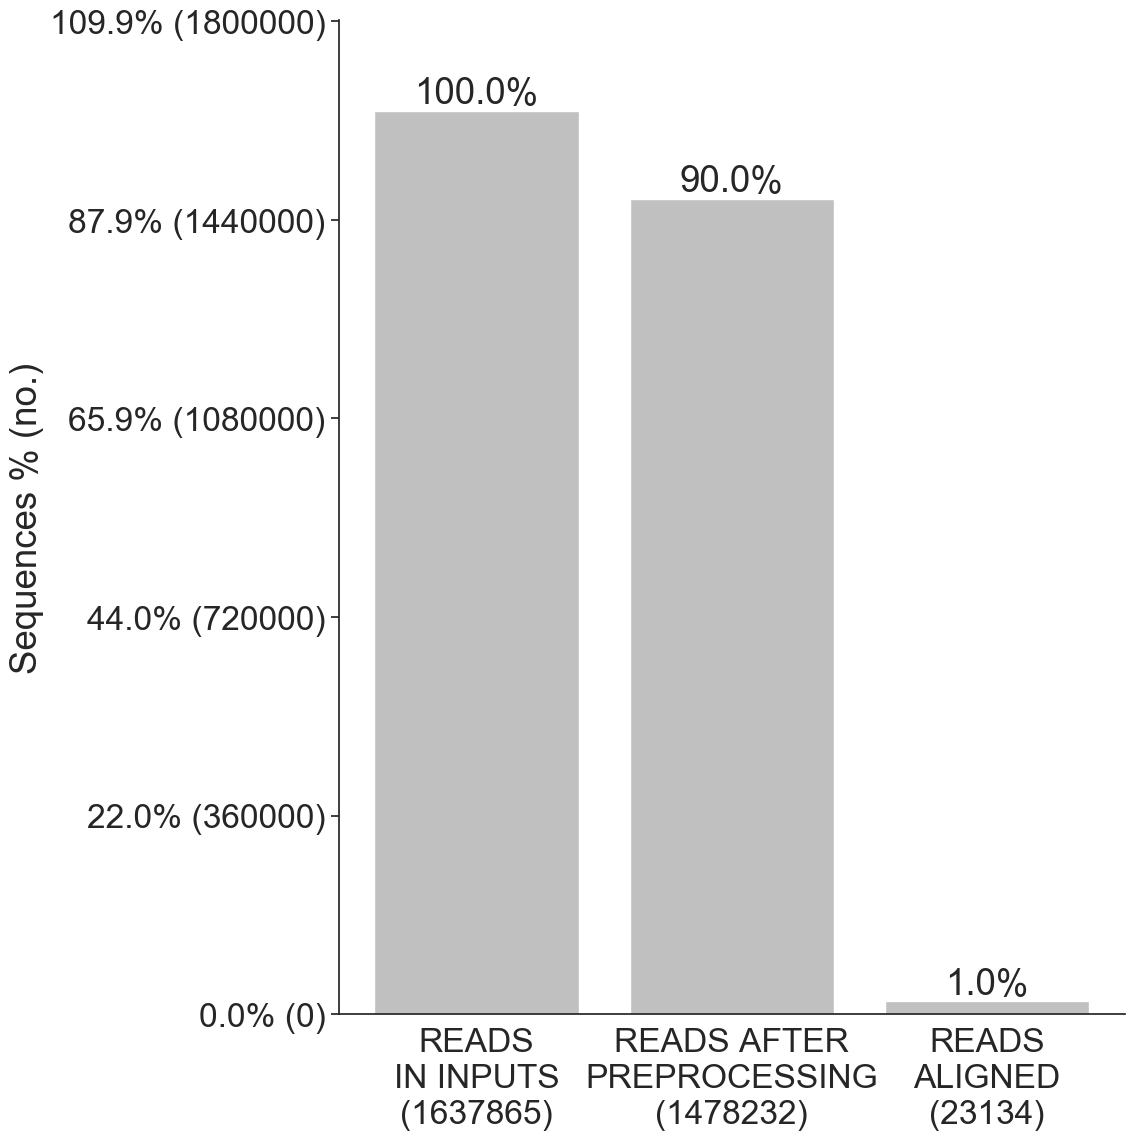 Sequences % (no.)
109.9% (1800000)
87.9% (1440000)
65.9% (1080000)
44.0% (720000)
22.0% (360000)
0.0% (0)
100.0%
90.0%
1.0%
READS
IN INPUTS
(1637865)
READS AFTER
PREPROCESSING
(1478232)
READS
ALIGNED
(23134)